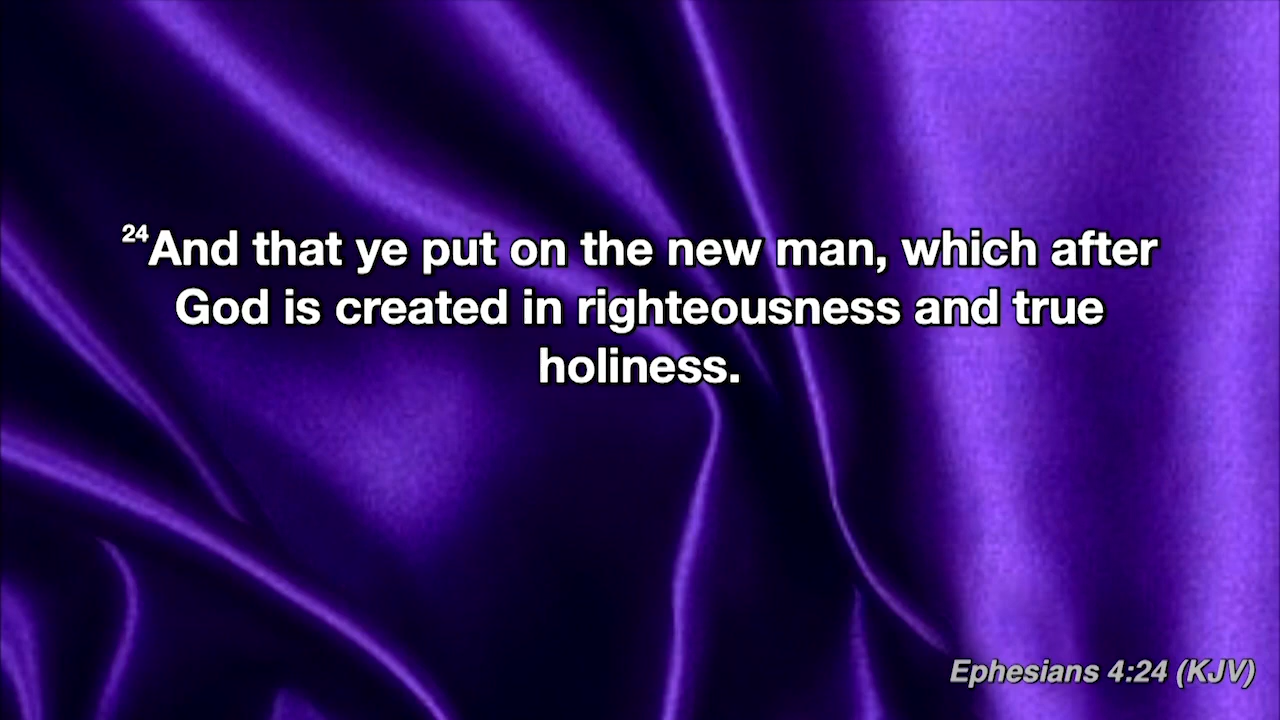 24And that ye put on the new man, which after
God is created in righteousness and true
holiness.
Ephesians 4:24 (KJV)